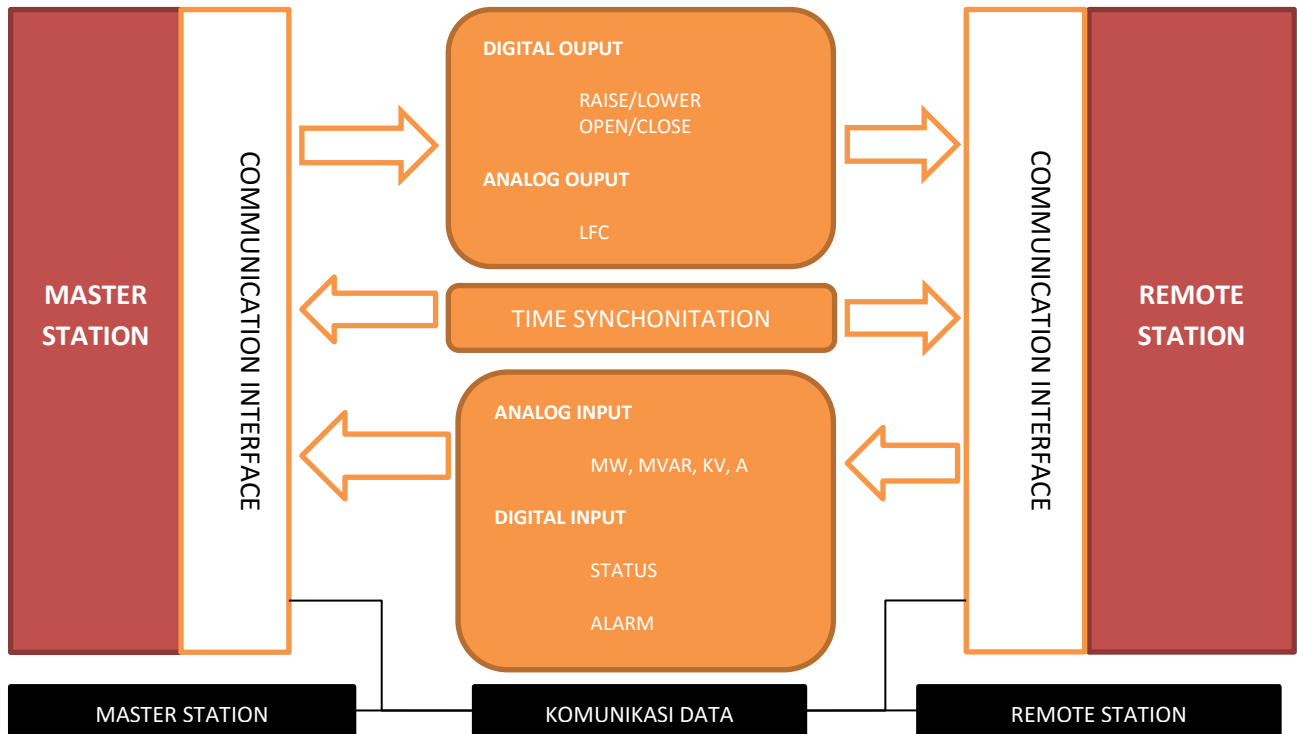 DIGITAL OUPUT
RAISE/LOWER
OPEN/CLOSE
ANALOG OUPUT
LFC
MASTER
STATION
COMMUNICATION INTERFACE
TIME SYNCHONITATION
COMMUNICATION INTERFACE
REMOTE
STATION
ANALOG INPUT
MW, MVAR, KV, A
DIGITAL INPUT
STATUS
ALARM
MASTER STATION
KOMUNIKASI DATA
REMOTE STATION